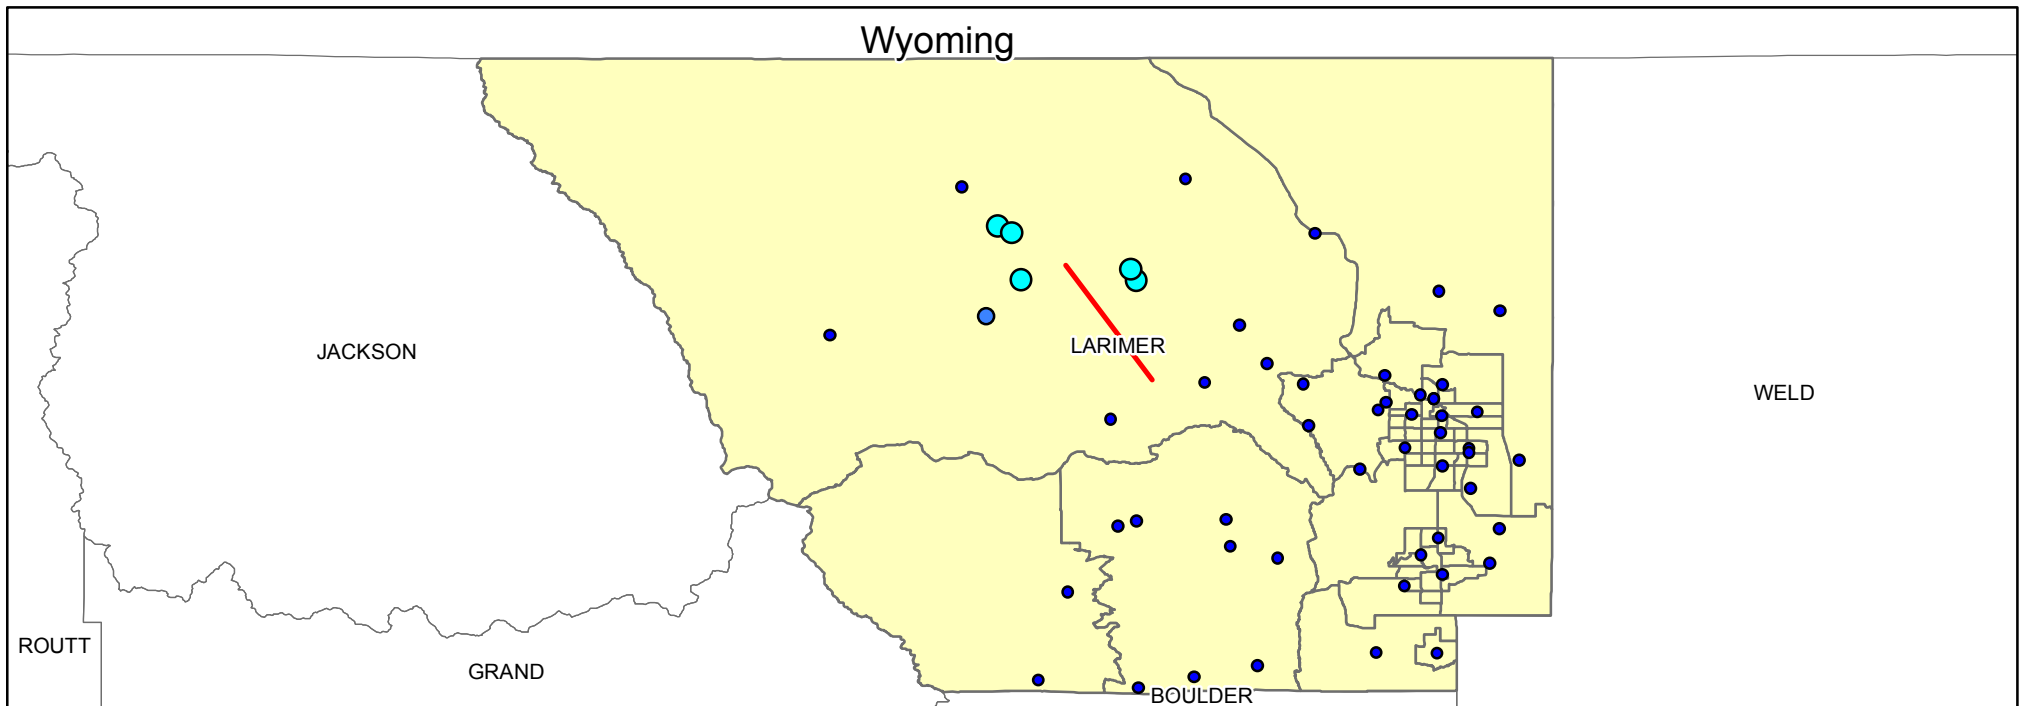 Wyoming
JACKSON
LARIMER
WELD
ROUTT
GRAND
BOULDER